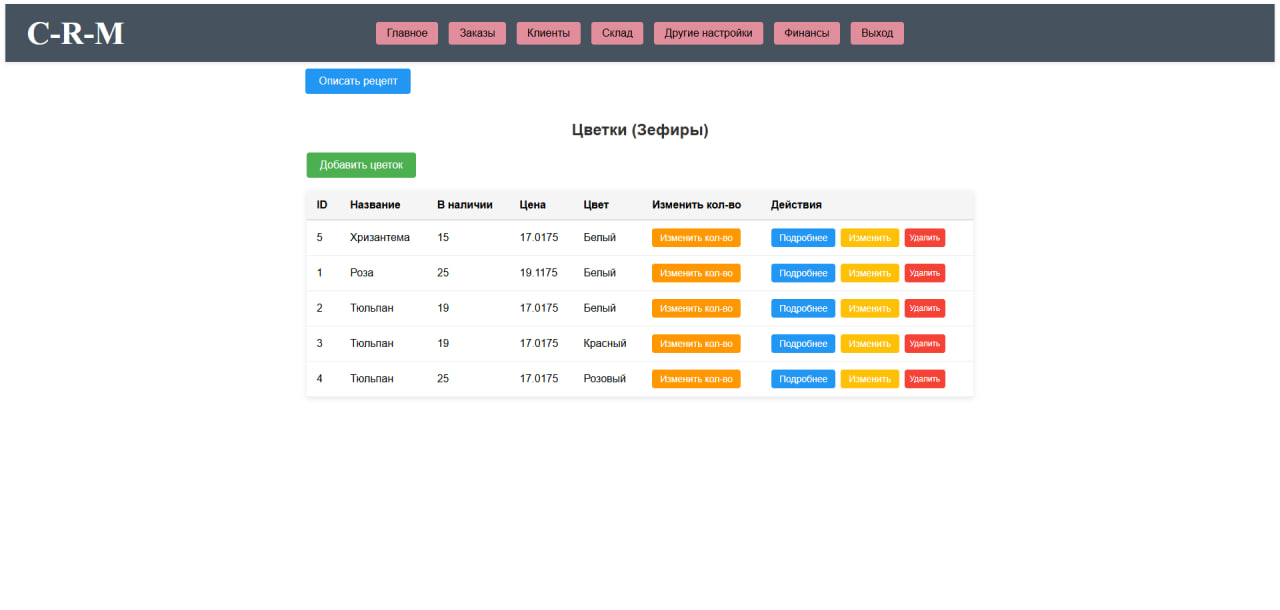 C-R-M
Главное Заказы Клиенты Склад Другие настройки Финансы Выход
Описать рецепт
Цветки (Зефиры)
Добавить цветок
ID Название В наличии Цена Цвет Изменить кол-во Действия
5 Хризантема 15 17.0175 Белый Изменить кол-во Подробнее Изменить Удалить
1 Роза 25 19.1175 Белый Изменить кол-во Подробнее Изменить Удалить
2 Тюльпан 19 17.0175 Белый Изменить кол-во Подробнее Изменить Удалить
3 Тюльпан 19 17.0175 Красный Изменить кол-во Подробнее Изменить Удалить
4 Тюльпан 25 17.0175 Розовый Изменить кол-во Подробнее Изменить Удалить